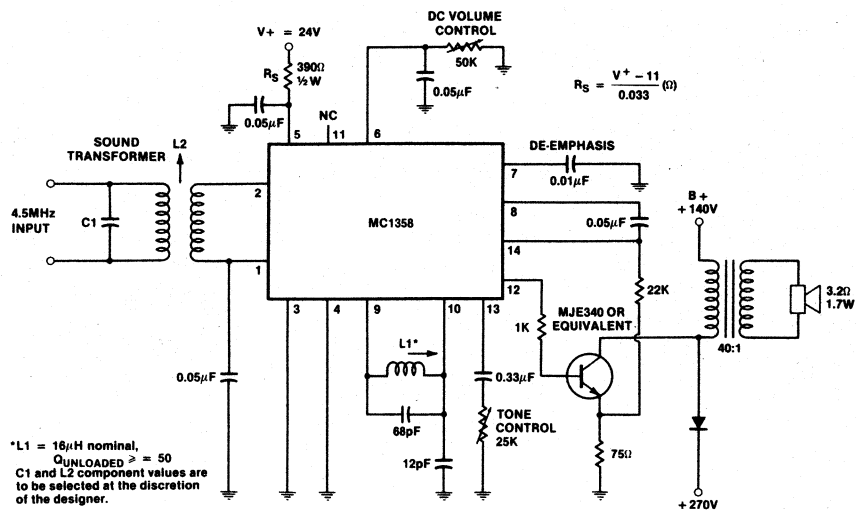 DC VOLUME
CONTROL
V+ = 24V
50K
RS
390Ω
½ W
0.05μF
RS = V+ – 11
0.033 (Ω)
0.05μF
NC
5
11
6
SOUND
TRANSFORMER
L2
DE-EMPHASIS
7
0.01μF
2
8
B+
+ 140V
4.5MHz
INPUT
C1
MC1358
0.05μF
14
1
12
22K
3.2Ω
1.7W
3
4
9
10
13
MJE340 OR
EQUIVALENT
1K
L1*
40:1
0.05μF
0.33μF
68pF
TONE
CONTROL
25K
12pF
75Ω
*L1 = 16μH nominal,
QUNLOADED ≥ = 50
C1 and L2 component values are
to be selected at the discretion
of the designer.
+ 270V